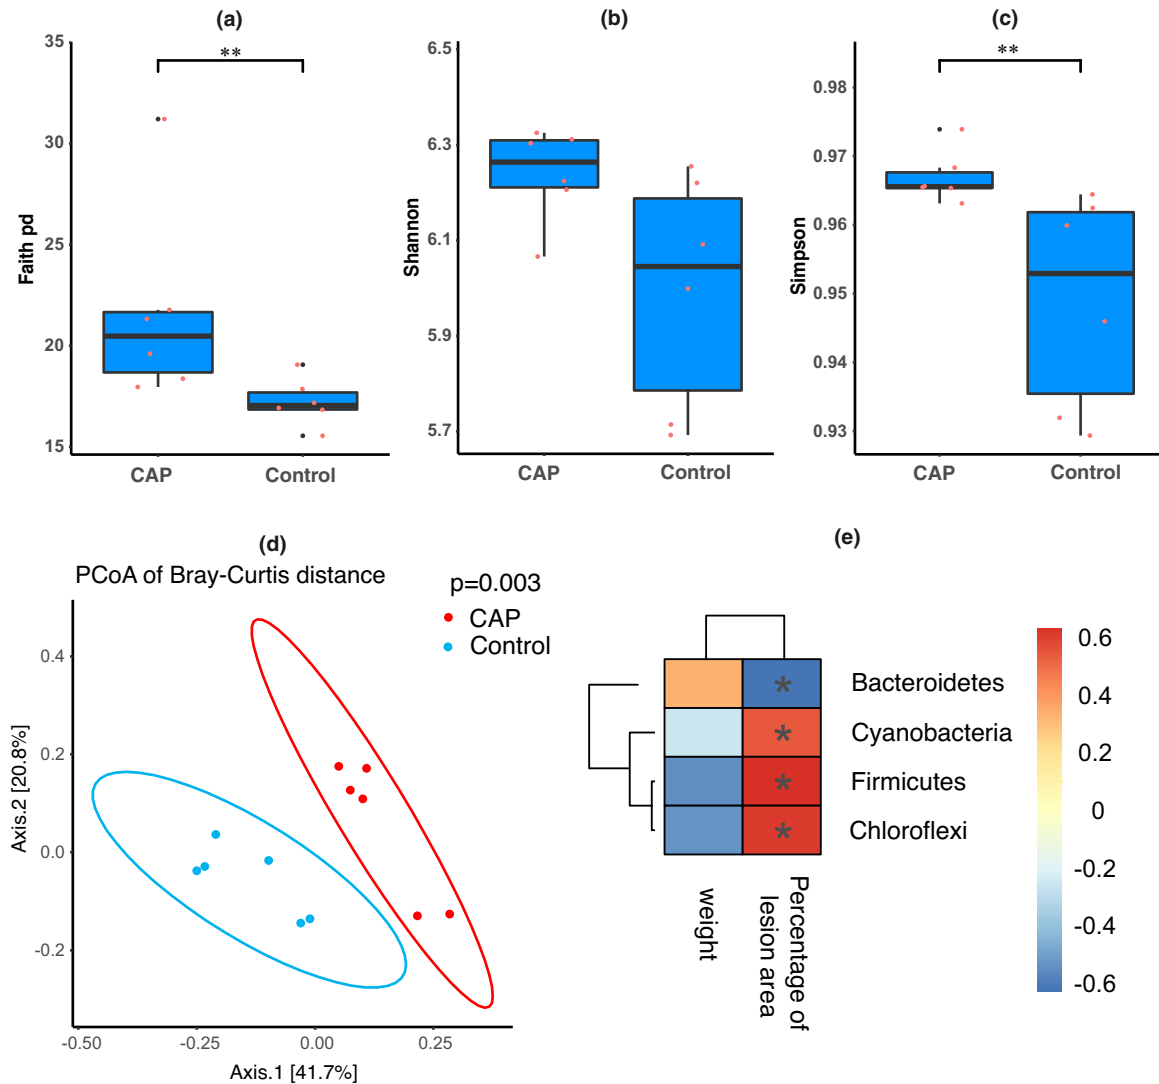 (a)
**
Faith pd
35
30
25
20
15
CAP
Control
(b)
Shannon
6.5
6.3
6.1
5.9
5.7
CAP
Control
(c)
**
Simpson
0.98
0.97
0.96
0.95
0.94
0.93
CAP
Control
(d)
PCoA of Bray-Curtis distance
p=0.003
CAP
Control
Axis.2 [20.8%]
0.4
0.2
0.0
-0.2
-0.50
-0.25
0.00
0.25
Axis.1 [41.7%]
(e)
* Bacteroidetes
* Cyanobacteria
* Firmicutes
* Chloroflexi
weight
Percentage of
lesion area
0.6
0.4
0.2
0
-0.2
-0.4
-0.6